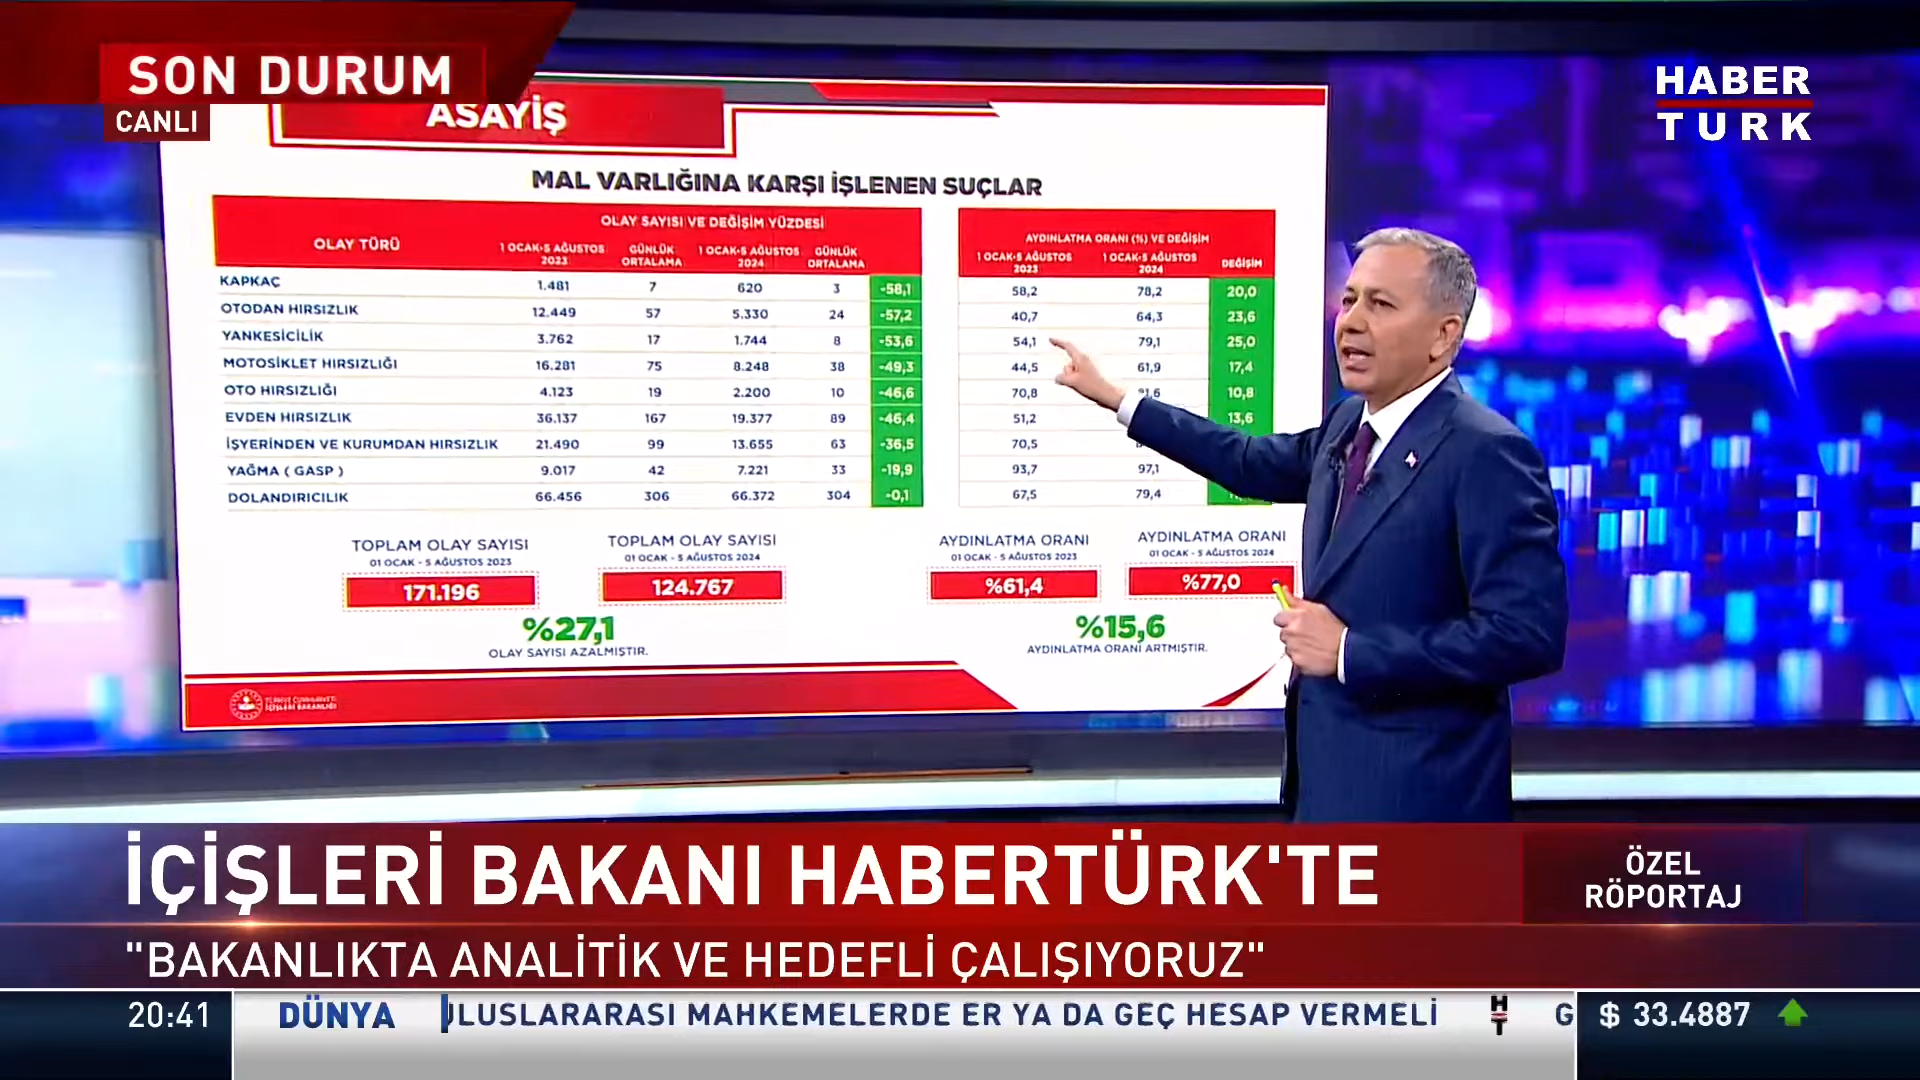 SON DURUM
CANLI
HABER
TURK
ASAYİŞ
MAL VARLIĞINA KARŞI İŞLENEN SUÇLAR
OLAY TÜRÜ
OLAY SAYISI VE DEĞİŞİM YÜZDESİ
1 OCAK-5 AĞUSTOS 2023 GÜNLÜK ORTALAMA 1 OCAK-5 AĞUSTOS 2024 GÜNLÜK ORTALAMA
AYDINLATMA ORANI (%) VE DEĞİŞİM
1 OCAK-5 AĞUSTOS 2023 1 OCAK-5 AĞUSTOS 2024 DEĞİŞİM
KAPKAÇ 1.481 7 620 3 -58,1 58,2 78,2 20,0
OTODAN HIRSIZLIK 12.449 57 5.330 24 -57,2 40,7 64,3 23,6
YANKESİCİLİK 3.762 17 1.744 8 -53,6 54,1 79,1 25,0
MOTOSİKLET HIRSIZLIĞI 16.281 75 8.248 38 -49,3 44,5 61,9 17,4
OTO HIRSIZLIĞI 4.123 19 2.200 10 -46,6 70,8 10,8
EVDEN HIRSIZLIK 36.137 167 19.377 89 -46,4 51,2 13,6
İŞYERİNDEN VE KURUMDAN HIRSIZLIK 21.490 99 13.655 63 -36,5 70,5
YAĞMA ( GASP ) 9.017 42 7.221 33 -19,9 93,7 97,1
DOLANDIRICILIK 66.456 306 66.372 304 -0,1 67,5 79,4
TOPLAM OLAY SAYISI
01 OCAK - 5 AĞUSTOS 2023
171.196
TOPLAM OLAY SAYISI
01 OCAK - 5 AĞUSTOS 2024
124.767
%27,1
OLAY SAYISI AZALMIŞTIR.
AYDINLATMA ORANI
01 OCAK - 5 AĞUSTOS 2023
%61,4
AYDINLATMA ORANI
01 OCAK - 5 AĞUSTOS 2024
%77,0
%15,6
AYDINLATMA ORANI ARTMIŞTIR.
TÜRKİYE CUMHURİYETİ
İÇİŞLERİ BAKANLIĞI
İÇİŞLERİ BAKANI HABERTÜRK'TE
ÖZEL
RÖPORTAJ
"BAKANLIKTA ANALİTİK VE HEDEFLİ ÇALIŞIYORUZ"
20:41 DÜNYA ULUSLARARASI MAHKEMELERDE ER YA DA GEÇ HESAP VERMELİ HT G $ 33.4887